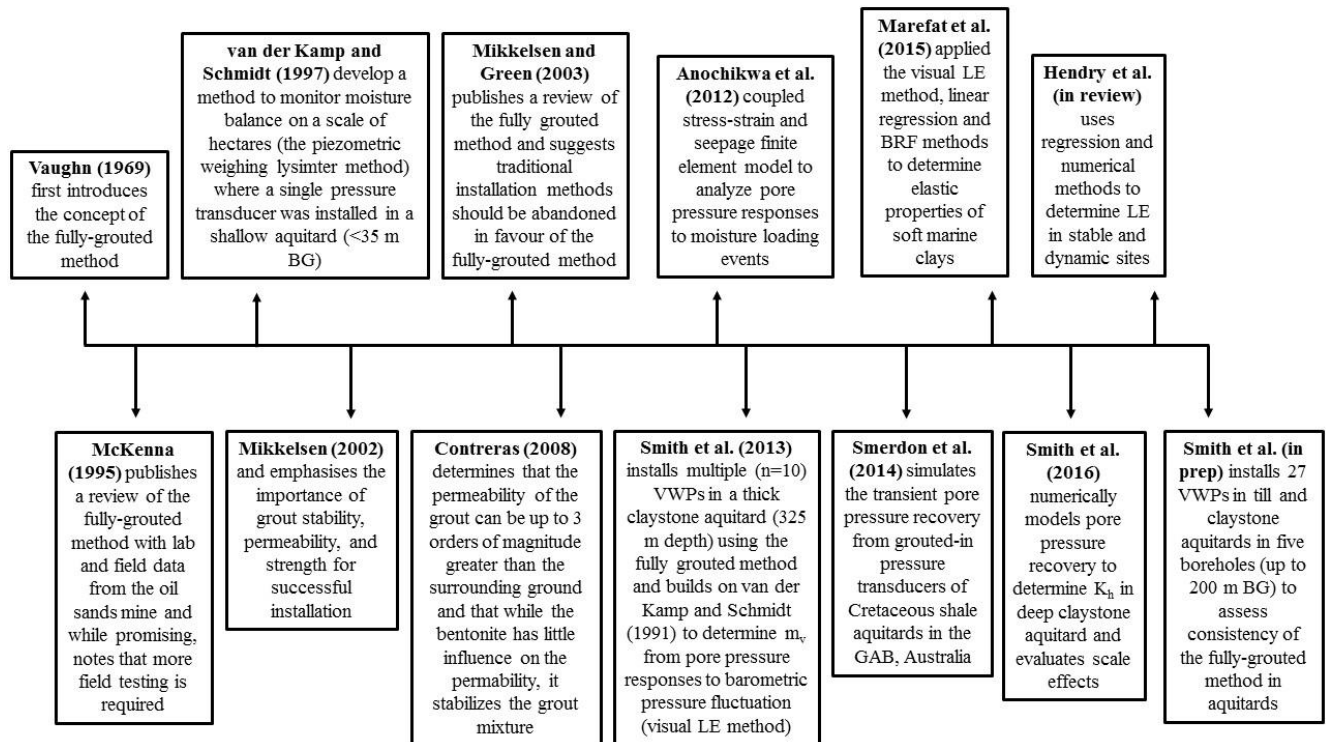 Vaughn (1969)
first introduces
the concept of
the fully-grouted
method
van der Kamp and
Schmidt (1997) develop a
method to monitor moisture
balance on a scale of
hectares (the piezometric
weighing lysimter method)
where a single pressure
transducer was installed in a
shallow aquitard (<35 m
BG)
Mikkelsen and
Green (2003)
publishes a review of
the fully grouted
method and suggests
traditional
installation methods
should be abandoned
in favour of the
fully-grouted method
Anochikwa et al.
(2012) coupled
stress-strain and
seepage finite
element model to
analyze pore
pressure responses
to moisture loading
events
Marefat et al.
(2015) applied
the visual LE
method, linear
regression and
BRF methods
to determine
elastic
properties of
soft marine
clays
Hendry et al.
(in review)
uses
regression and
numerical
methods to
determine LE
in stable and
dynamic sites
McKenna
(1995) publishes
a review of the
fully-grouted
method with lab
and field data
from the oil
sands mine and
while promising,
notes that more
field testing is
required
Mikkelsen (2002)
and emphasises the
importance of
grout stability,
permeability, and
strength for
successful
installation
Contreras (2008)
determines that the
permeability of the
grout can be up to 3
orders of magnitude
greater than the
surrounding ground
and that while the
bentonite has little
influence on the
permability, it
stabilizes the grout
mixture
Smith et al. (2013)
installs multiple (n=10)
VWPs in a thick
claystone aquitard (325
m depth) using the
fully grouted method
and builds on van der
Kamp and Schmidt
(1991) to determine mv
from pore pressure
responses to barometric
pressure fluctuation
(visual LE method)
Smerdon et al.
(2014) simulates
the transient pore
pressure recovery
from grouted-in
pressure
transducers of
Cretaceous shale
aquitards in the
GAB, Australia
Smith et al.
(2016)
numerically
models pore
pressure
recovery to
determine Kh in
deep claystone
aquitard and
evaluates scale
effects
Smith et al. (in
prep) installs 27
VWPs in till and
claystone
aquitards in five
boreholes (up to
200 m BG) to
assess
consistency of
the fully-grouted
method in
aquitards